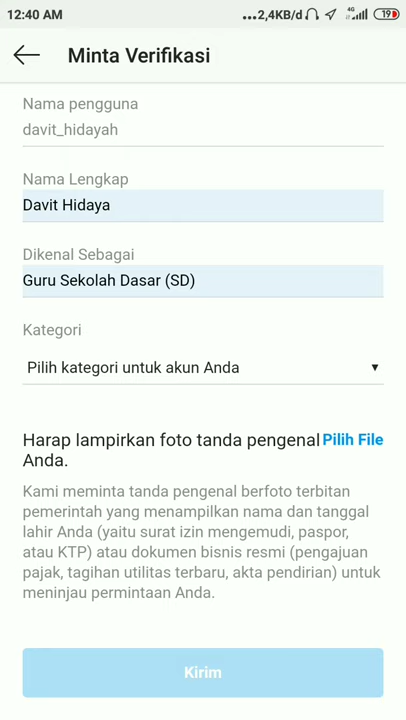 12:40 AM
...2,4KB/d 4G 19
Minta Verifikasi
Nama pengguna
davit_hidayah
Nama Lengkap
Davit Hidaya
Dikenal Sebagai
Guru Sekolah Dasar (SD)
Kategori
Pilih kategori untuk akun Anda
Harap lampirkan foto tanda pengenal Pilih File
Anda.
Kami meminta tanda pengenal berfoto terbitan
pemerintah yang menampilkan nama dan tanggal
lahir Anda (yaitu surat izin mengemudi, paspor,
atau KTP) atau dokumen bisnis resmi (pengajuan
pajak, tagihan utilitas terbaru, akta pendirian) untuk
meninjau permintaan Anda.
Kirim